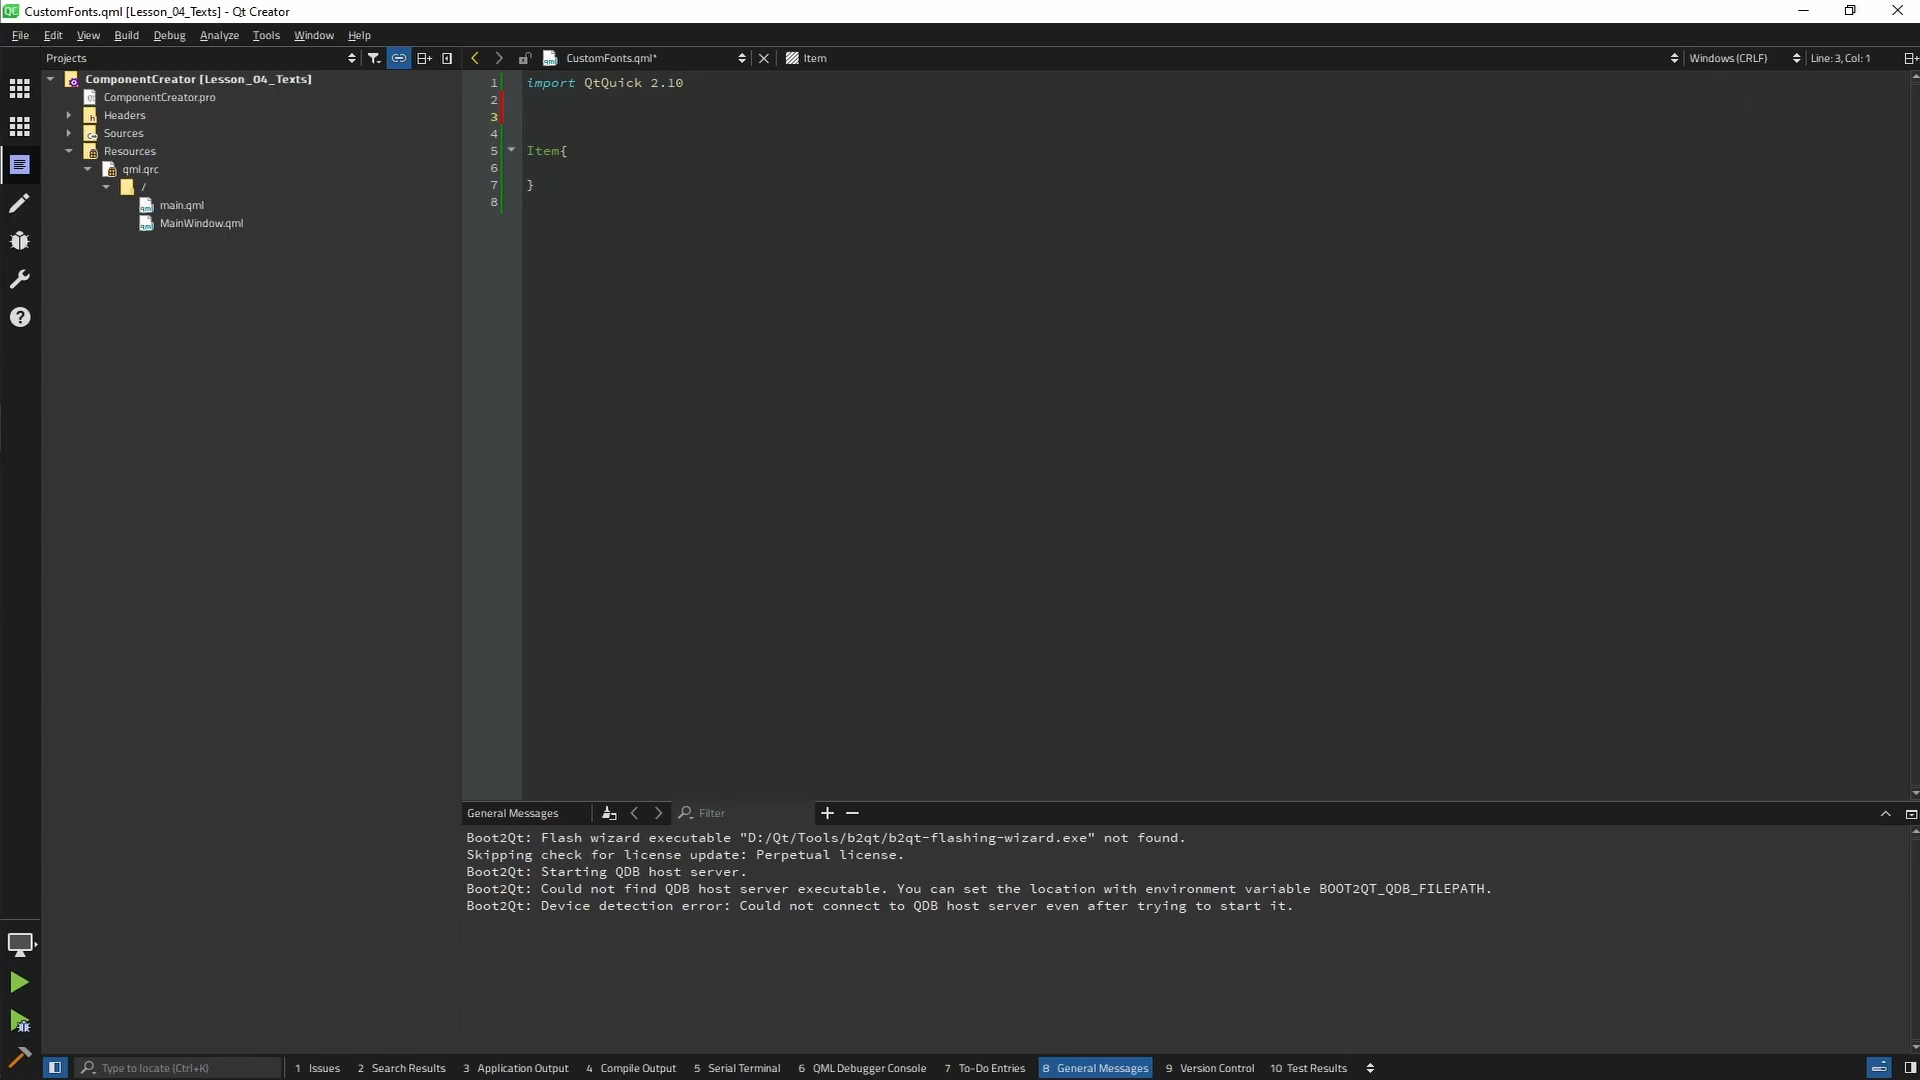 CustomFonts.qml [Lesson_04_Texts] - Qt Creator
File Edit View Build Debug Analyze Tools Window Help
Projects
CustomFonts.qml*
Item
Windows (CRLF)
Line: 3, Col: 1
ComponentCreator [Lesson_04_Texts]
ComponentCreator.pro
Headers
Sources
Resources
qml.qrc
/
main.qml
MainWindow.qml
1 import QtQuick 2.10
2
3
4
5 Item{
6
7 }
8
General Messages
Filter
Boot2Qt: Flash wizard executable "D:/Qt/Tools/b2qt/b2qt-flashing-wizard.exe" not found.
Skipping check for license update: Perpetual license.
Boot2Qt: Starting QDB host server.
Boot2Qt: Could not find QDB host server executable. You can set the location with environment variable BOOT2QT_QDB_FILEPATH.
Boot2Qt: Device detection error: Could not connect to QDB host server even after trying to start it.
Type to locate (Ctrl+K)
1 Issues 2 Search Results 3 Application Output 4 Compile Output 5 Serial Terminal 6 QML Debugger Console 7 To-Do Entries 8 General Messages 9 Version Control 10 Test Results